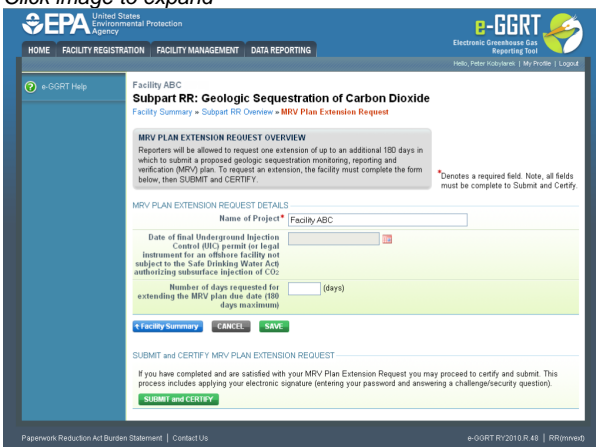 Click image to expand
EPA United States
Environmental Protection
Agency
e-GGRT
Electronic Greenhouse Gas
Reporting Tool
HOME FACILITY REGISTRATION FACILITY MANAGEMENT DATA REPORTING
Hello, Peter Kobylarek | My Profile | Logout
? e-GGRT Help
Facility ABC
Subpart RR: Geologic Sequestration of Carbon Dioxide
Facility Summary » Subpart RR Overview » MRV Plan Extension Request
MRV PLAN EXTENSION REQUEST OVERVIEW
Reporters will be allowed to request one extension of up to an additional 180 days in
which to submit a proposed geologic sequestration monitoring, reporting and
verification (MRV) plan. To request an extension, the facility must complete the form
below, then SUBMIT and CERTIFY.
*Denotes a required field. Note, all fields
must be complete to Submit and Certify.
MRV PLAN EXTENSION REQUEST DETAILS
Name of Project* Facility ABC
Date of final Underground Injection
Control (UIC) permit (or legal
instrument for an offshore facility not
subject to the Safe Drinking Water Act)
authorizing subsurface injection of CO2
Number of days requested for
extending the MRV plan due date (180
days maximum)
(days)
Facility Summary CANCEL SAVE
SUBMIT and CERTIFY MRV PLAN EXTENSION REQUEST
If you have completed and are satisfied with your MRV Plan Extension Request you may proceed to certify and submit. This
process includes applying your electronic signature (entering your password and answering a challenge/security question).
SUBMIT and CERTIFY
Paperwork Reduction Act Burden Statement | Contact Us
e-GGRT RY2010.R.48 | RR(mrvext)